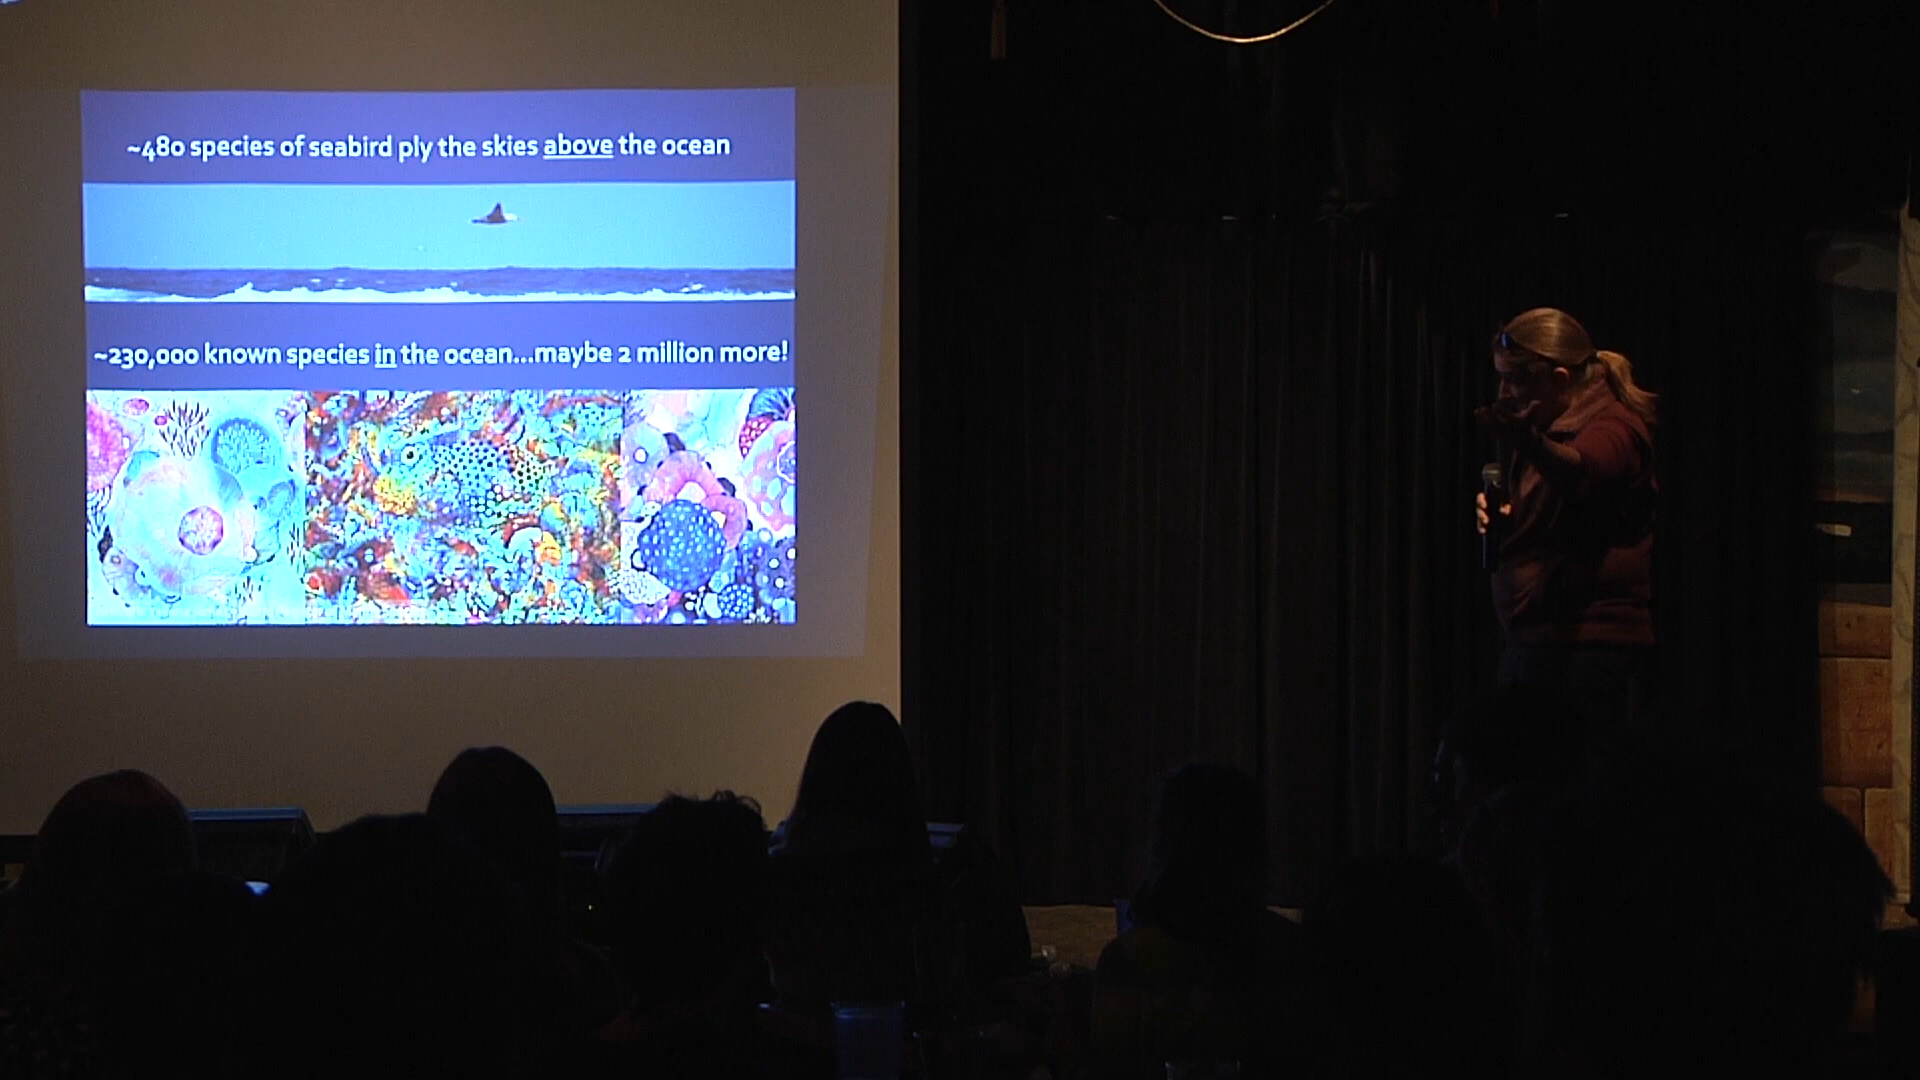 ~480 species of seabird ply the skies above the ocean
~230,000 known species in the ocean...maybe 2 million more!